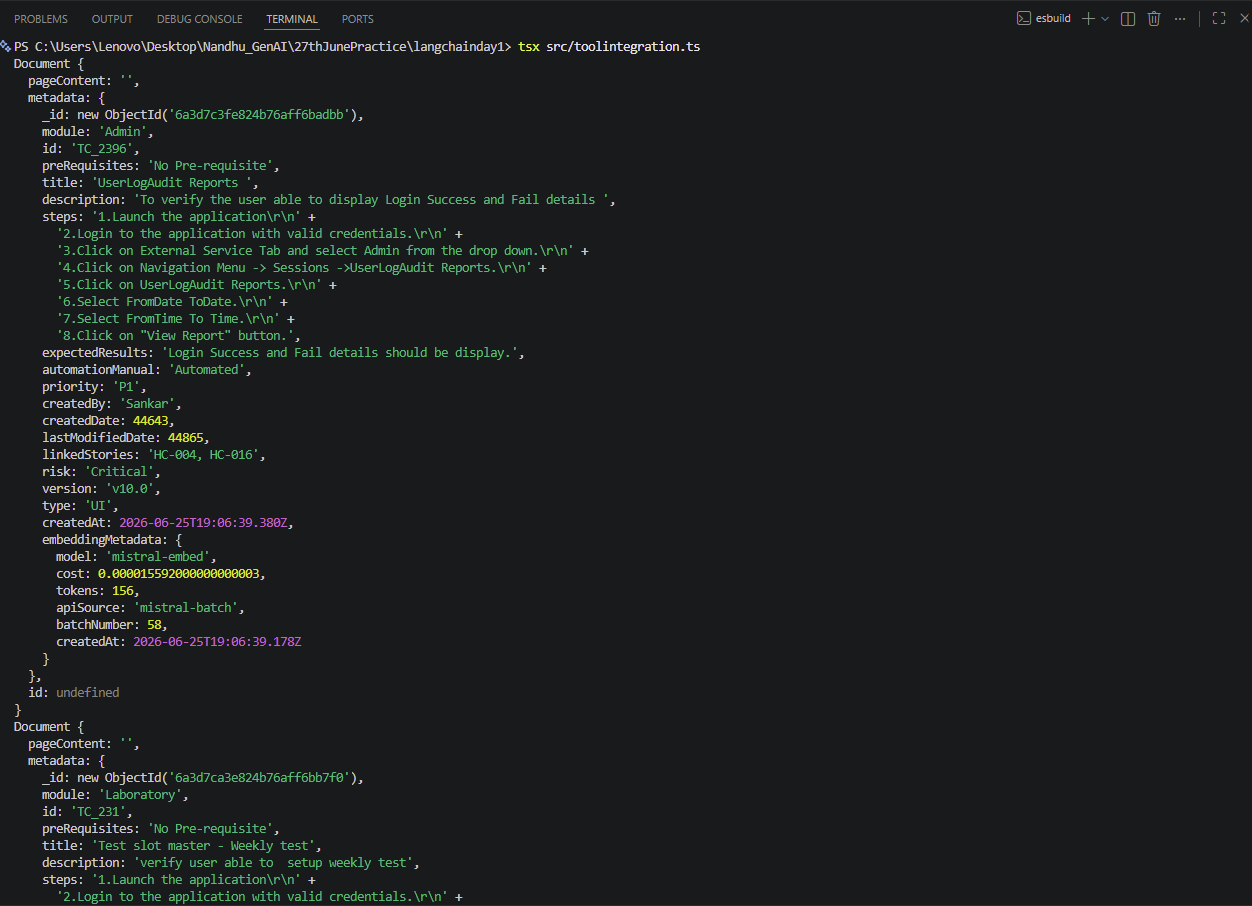 PROBLEMS OUTPUT DEBUG CONSOLE TERMINAL PORTS esbuild
PS C:\Users\Lenovo\Desktop\Nandhu_GenAI\27thJunePractice\langchainday1> tsx src/toolintegration.ts
Document {
  pageContent: '',
  metadata: {
    _id: new ObjectId('6a3d7c3fe824b76aff6badbb'),
    module: 'Admin',
    id: 'TC_2396',
    preRequisites: 'No Pre-requisite',
    title: 'UserLogAudit Reports ',
    description: 'To verify the user able to display Login Success and Fail details ',
    steps: '1.Launch the application\r\n' +
      '2.Login to the application with valid credentials.\r\n' +
      '3.Click on External Service Tab and select Admin from the drop down.\r\n' +
      '4.Click on Navigation Menu -> Sessions ->UserLogAudit Reports.\r\n' +
      '5.Click on UserLogAudit Reports.\r\n' +
      '6.Select FromDate ToDate.\r\n' +
      '7.Select FromTime To Time.\r\n' +
      '8.Click on "View Report" button.',
    expectedResults: 'Login Success and Fail details should be display.',
    automationManual: 'Automated',
    priority: 'P1',
    createdBy: 'Sankar',
    createdDate: 44643,
    lastModifiedDate: 44865,
    linkedStories: 'HC-004, HC-016',
    risk: 'Critical',
    version: 'v10.0',
    type: 'UI',
    createdAt: 2026-06-25T19:06:39.380Z,
    embeddingMetadata: {
      model: 'mistral-embed',
      cost: 0.000015592000000000003,
      tokens: 156,
      apiSource: 'mistral-batch',
      batchNumber: 58,
      createdAt: 2026-06-25T19:06:39.178Z
    }
  },
  id: undefined
}
Document {
  pageContent: '',
  metadata: {
    _id: new ObjectId('6a3d7ca3e824b76aff6bb7f0'),
    module: 'Laboratory',
    id: 'TC_231',
    preRequisites: 'No Pre-requisite',
    title: 'Test slot master - Weekly test',
    description: 'verify user able to  setup weekly test',
    steps: '1.Launch the application\r\n' +
      '2.Login to the application with valid credentials.\r\n' +